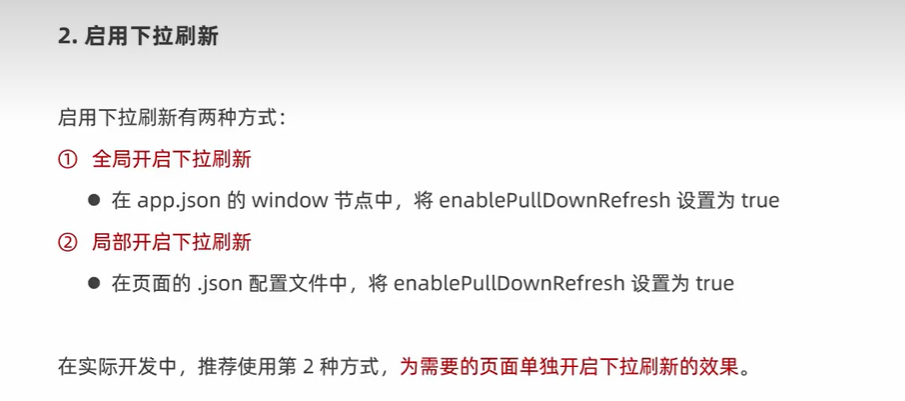 2. 启用下拉刷新
启用下拉刷新有两种方式：
① 全局开启下拉刷新
● 在 app.json 的 window 节点中，将 enablePullDownRefresh 设置为 true
② 局部开启下拉刷新
● 在页面的 .json 配置文件中，将 enablePullDownRefresh 设置为 true
在实际开发中，推荐使用第 2 种方式，为需要的页面单独开启下拉刷新的效果。